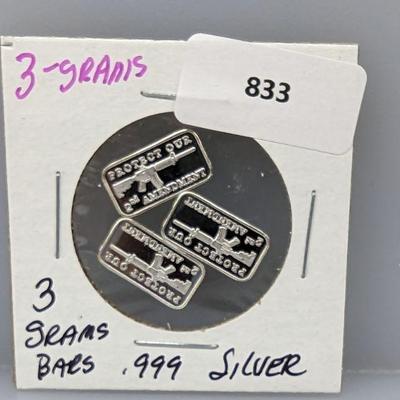 3-grams
833
PROTECT OUR
2nd AMENDMENT
PROTECT OUR
2nd AMENDMENT
PROTECT OUR
2nd AMENDMENT
3
grams
BARS .999 SILVER